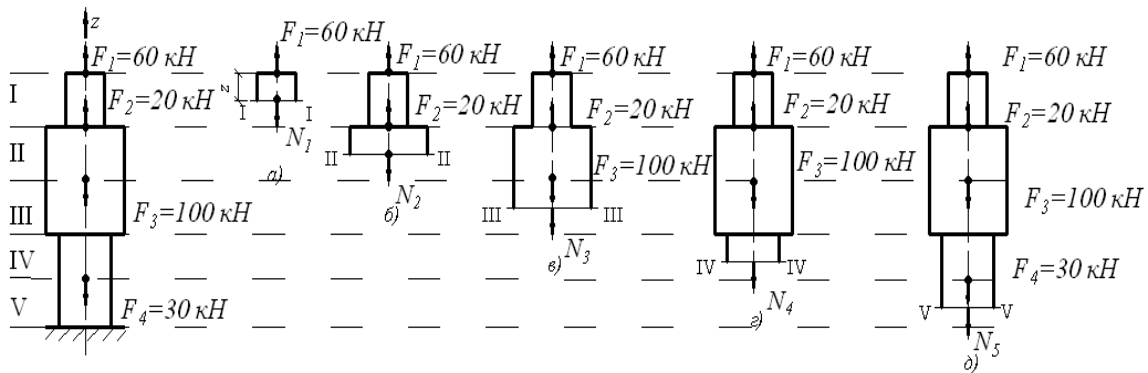 z
F₁=60 кН
I
F₂=20 кН
II
III
F₃=100 кН
IV
V
F₄=30 кН
F₁=60 кН
z
I I
N₁
а)
F₁=60 кН
F₂=20 кН
II II
N₂
б)
F₁=60 кН
F₂=20 кН
F₃=100 кН
III III
N₃
в)
F₁=60 кН
F₂=20 кН
F₃=100 кН
IV IV
N₄
г)
F₁=60 кН
F₂=20 кН
F₃=100 кН
F₄=30 кН
V V
N₅
д)